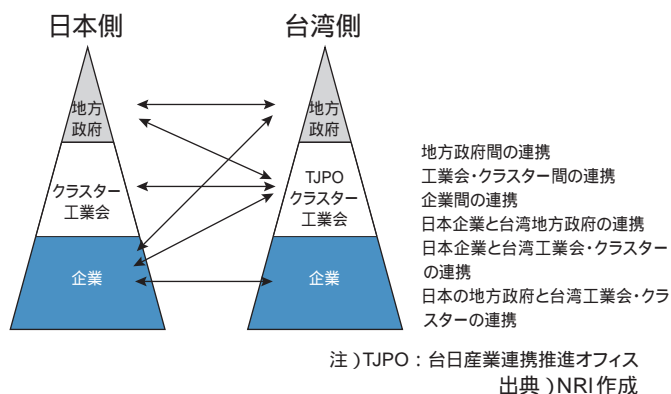 日本側
台湾側
地方
政府
地方
政府
クラスター
工業会
TJPO
クラスター
工業会
企業
企業
地方政府間の連携
工業会・クラスター間の連携
企業間の連携
日本企業と台湾地方政府の連携
日本企業と台湾工業会・クラスター
の連携
日本の地方政府と台湾工業会・クラ
スターの連携
注)TJPO:台日産業連携推進オフィス
出典)NRI作成